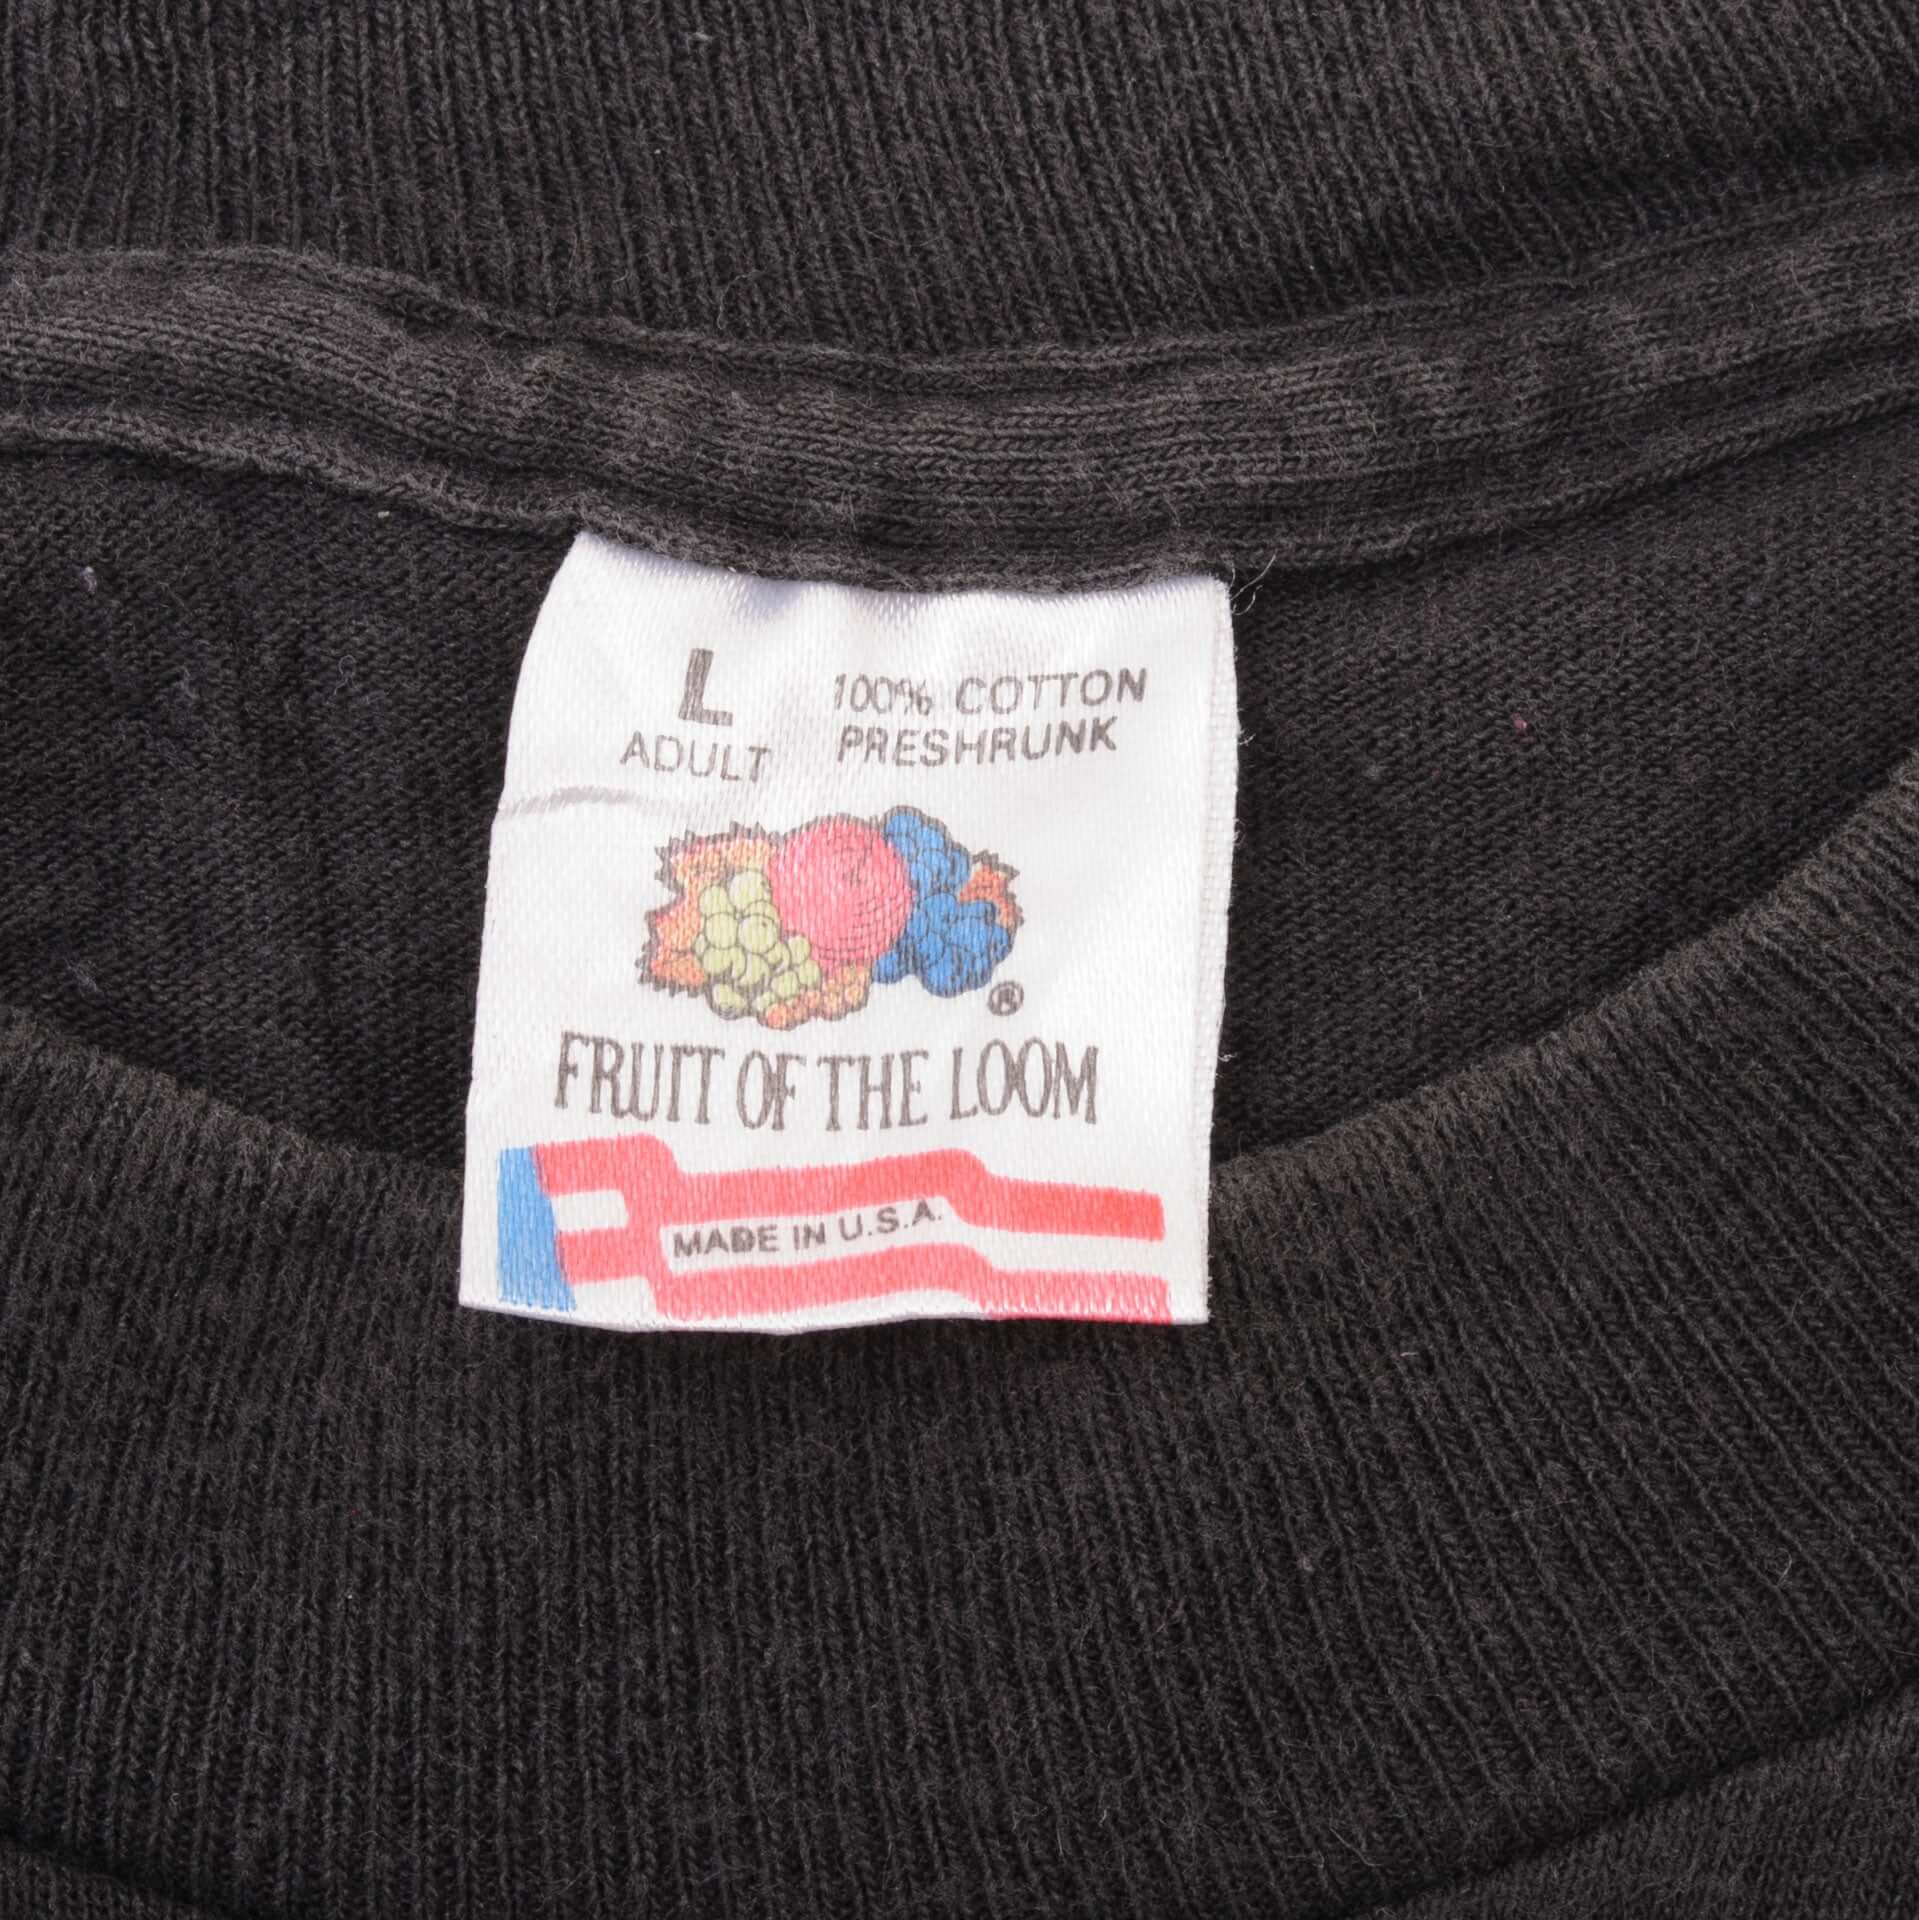 L
ADULT
100% COTTON
PRESHRUNK
®
FRUIT OF THE LOOM
MADE IN U.S.A.